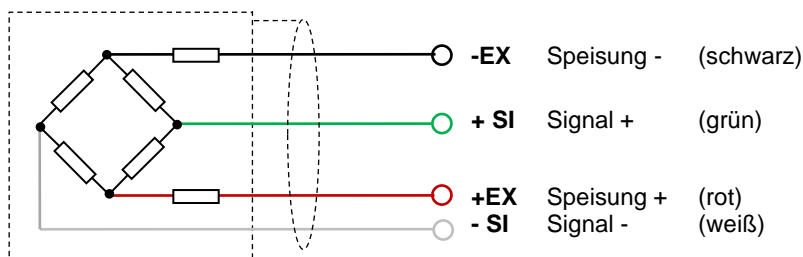 -EX Speisung - (schwarz)
+ SI Signal + (grün)
+EX Speisung + (rot)
- SI Signal - (weiß)